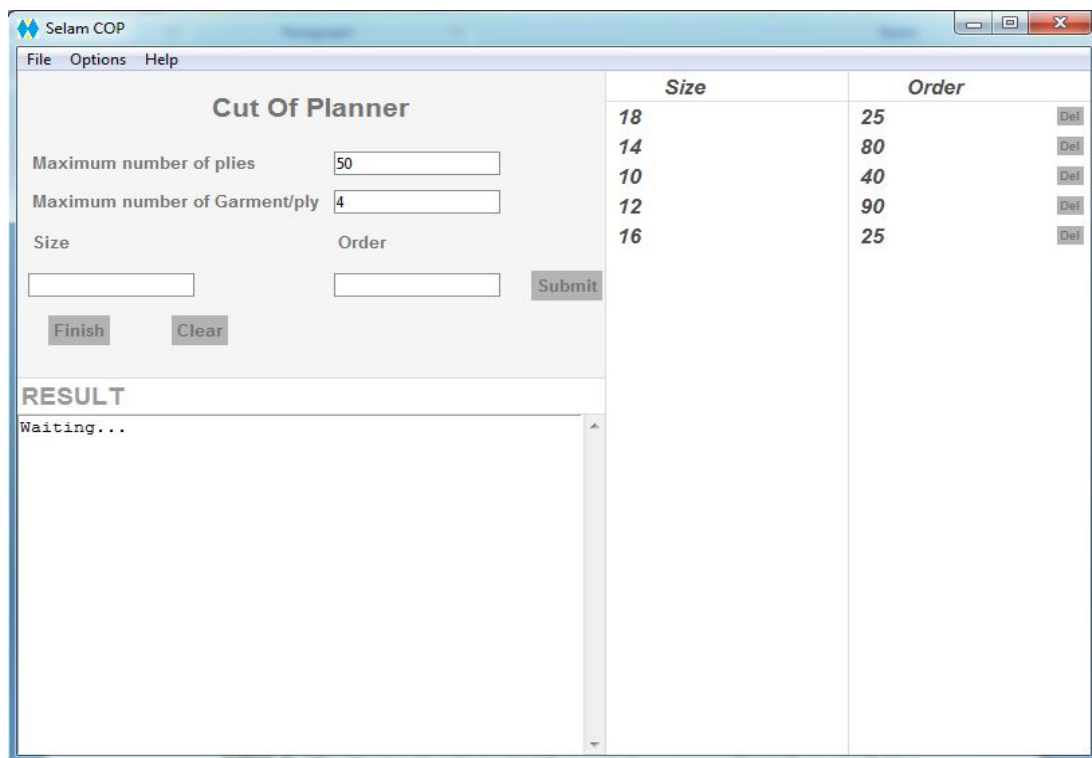 Selam COP
File Options Help
Cut Of Planner
Maximum number of plies 50
Maximum number of Garment/ply 4
Size Order
Submit
Finish Clear
RESULT
Waiting...
Size Order
18 25 Del
14 80 Del
10 40 Del
12 90 Del
16 25 Del